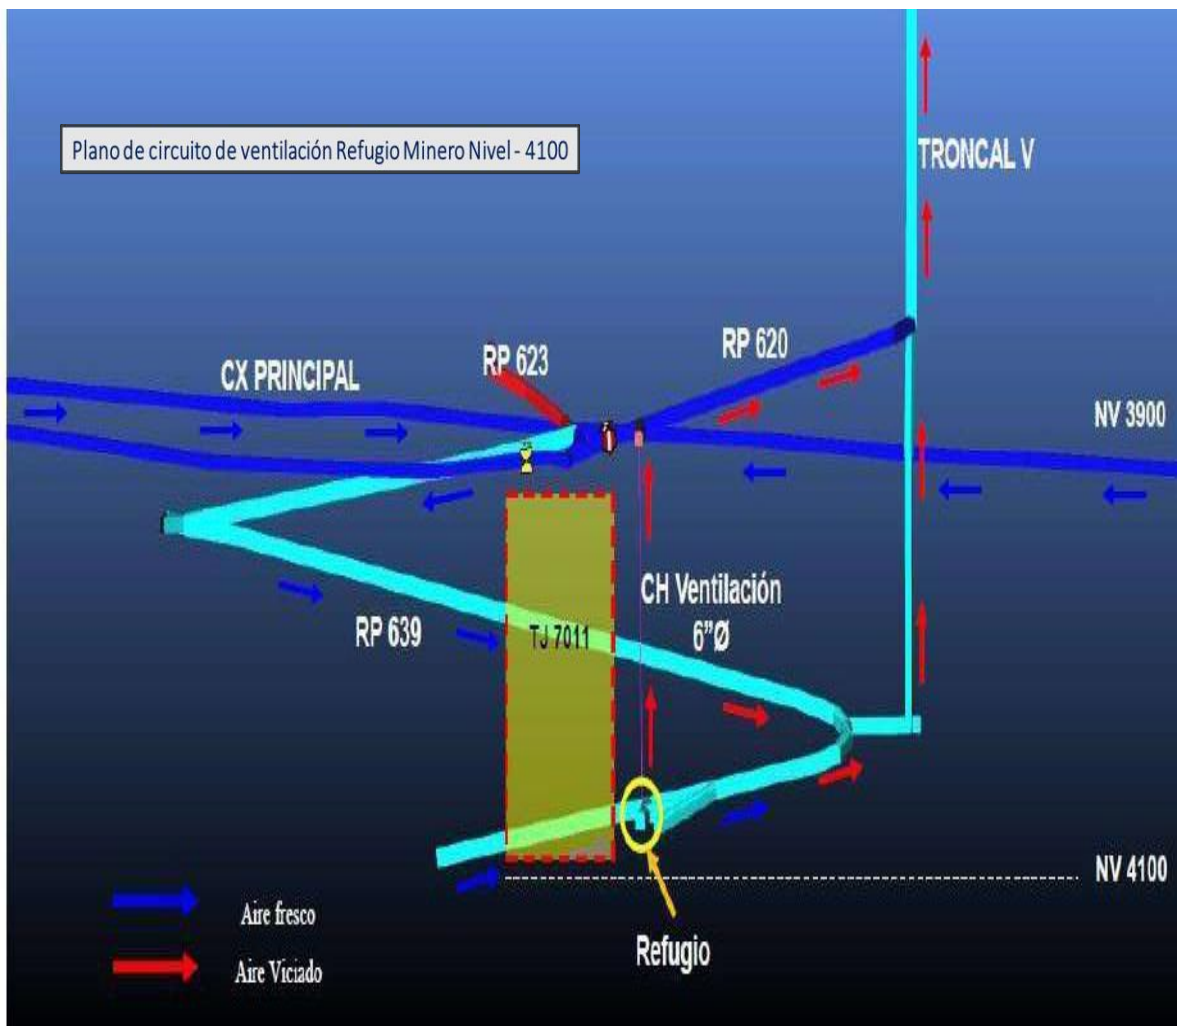 Plano de circuito de ventilación Refugio Minero Nivel - 4100
TRONCAL V
RP 623
RP 620
CX PRINCIPAL
NV 3900
CH Ventilación
6”Ø
RP 639
TJ 7011
NV 4100
Aire fresco
Refugio
Aire Viciado